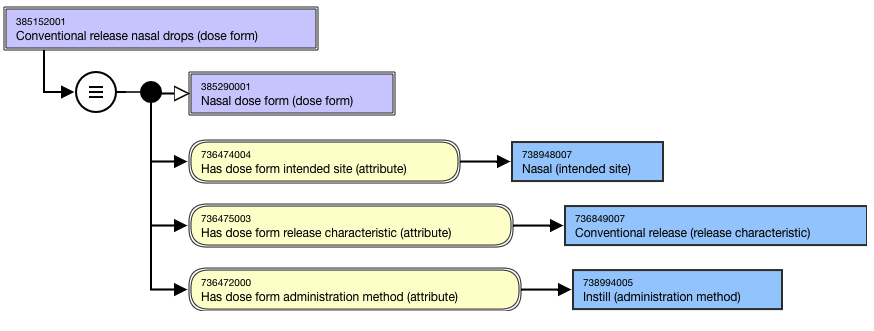 385152001
Conventional release nasal drops (dose form)
385290001
Nasal dose form (dose form)
736474004
Has dose form intended site (attribute)
738948007
Nasal (intended site)
736475003
Has dose form release characteristic (attribute)
736849007
Conventional release (release characteristic)
736472000
Has dose form administration method (attribute)
738994005
Instill (administration method)